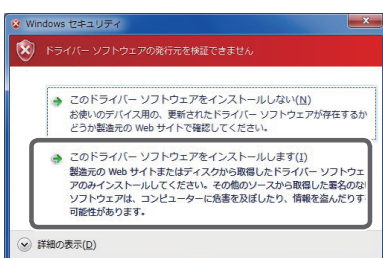 Windows セキュリティ
ドライバー ソフトウェアの発行元を検証できません
このドライバー ソフトウェアをインストールしない(N)
お使いのデバイス用の、更新されたドライバー ソフトウェアが存在するか
どうか製造元の Web サイトで確認してください。
このドライバー ソフトウェアをインストールします(I)
製造元の Web サイトまたはディスクから取得したドライバー ソフトウェ
アのみインストールしてください。その他のソースから取得した署名のな
ソフトウェアは、コンピューターに危害を及ぼしたり、情報を盗んだりす
可能性があります。
詳細の表示(D)